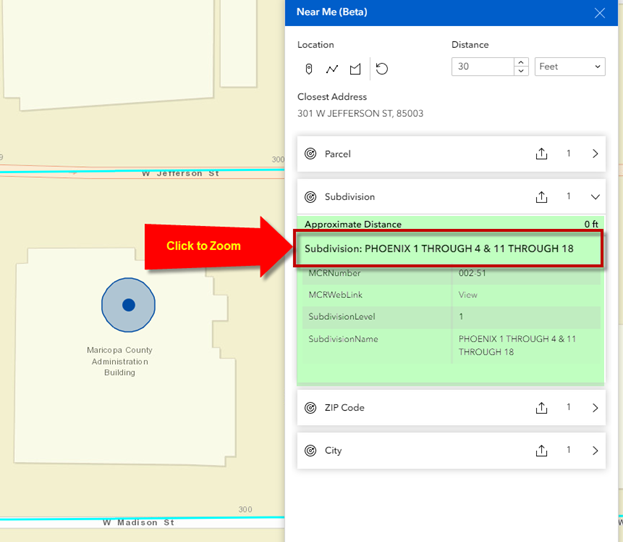 Near Me (Beta)
Location
Distance
30
Feet
Closest Address
301 W JEFFERSON ST, 85003
Parcel
1
9
300
W Jefferson St
Subdivision
1
Approximate Distance
0 ft
Click to Zoom
Subdivision: PHOENIX 1 THROUGH 4 & 11 THROUGH 18
MCRNumber
002-51
MCRWebLink
View
SubdivisionLevel
1
SubdivisionName
PHOENIX 1 THROUGH 4 & 11
THROUGH 18
Maricopa County
Administration
Building
ZIP Code
1
City
1
300
W Madison St
W